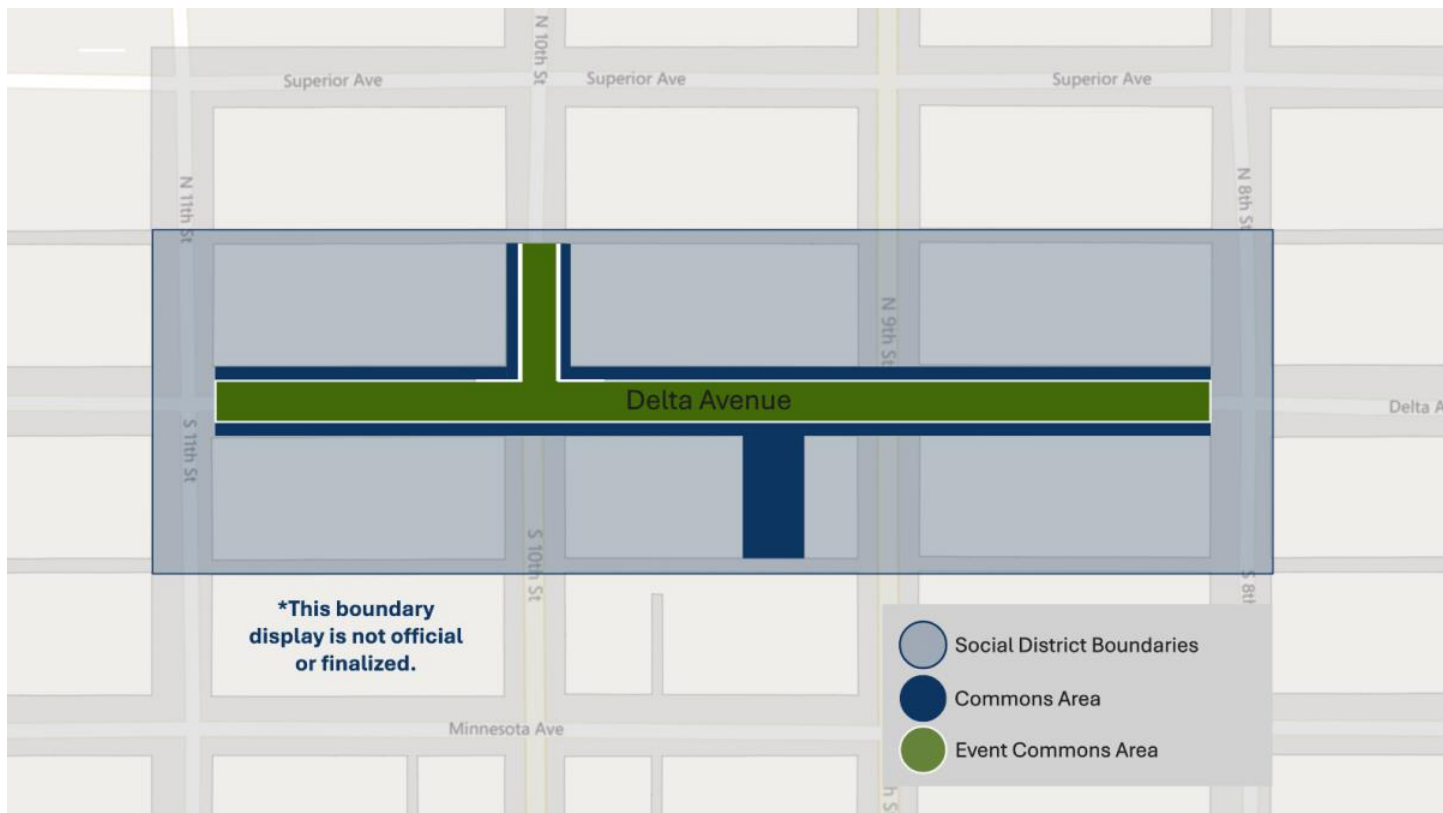 N 10th St
Superior Ave
Superior Ave
Superior Ave
N 11th St
N 8th St
N 9th St
Delta Avenue
Delta A
S 11th St
S 10th St
S 8th
*This boundary
display is not official
or finalized.
Social District Boundaries
Commons Area
Event Commons Area
Minnesota Ave
h S